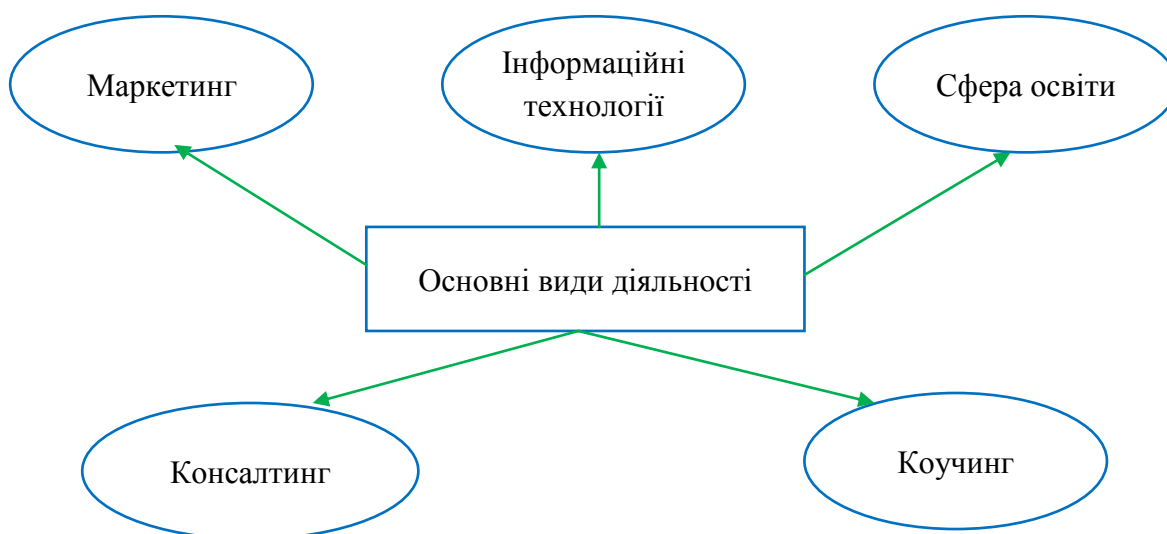 Маркетинг
Інформаційні
технології
Сфера освіти
Основні види діяльності
Консалтинг
Коучинг